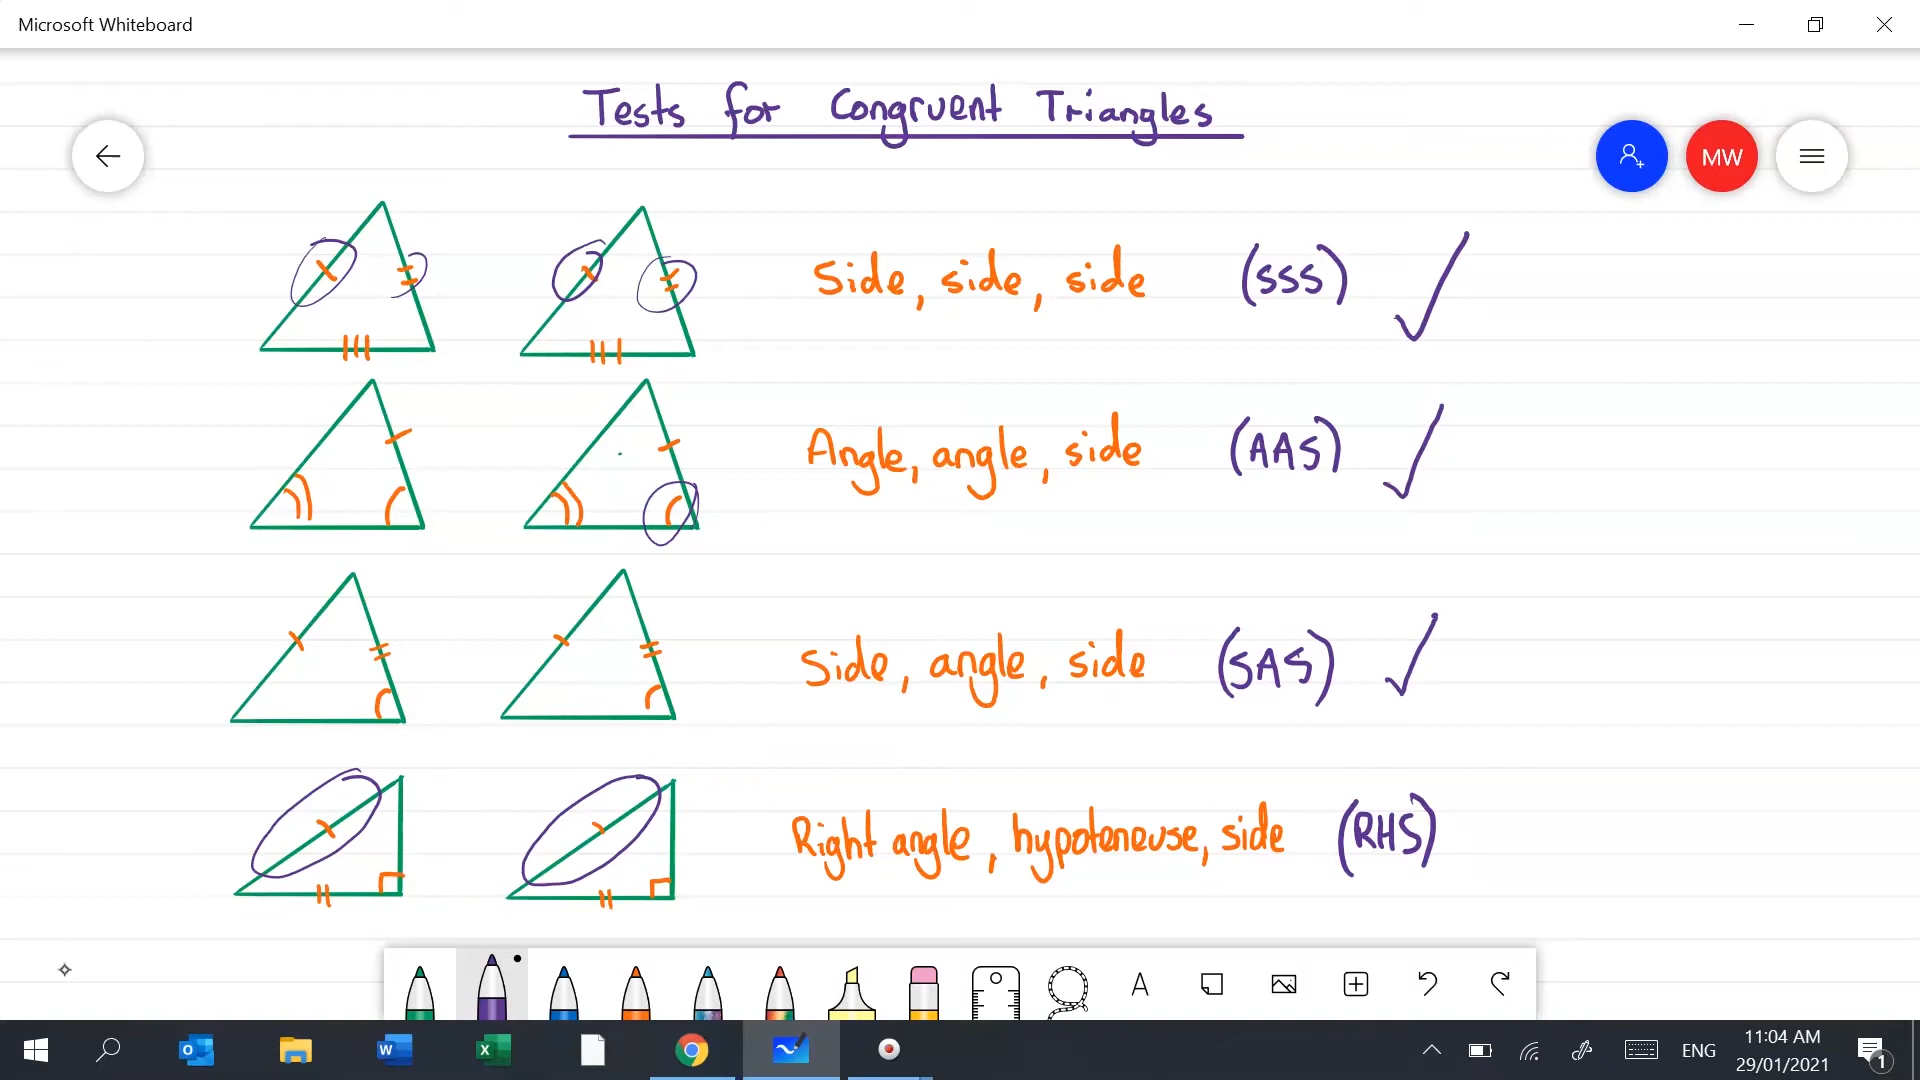 Microsoft Whiteboard
Tests for Congruent Triangles
MW
Side, side, side (SSS)
Angle, angle, side (AAS)
Side, angle, side (SAS)
Right angle, hypoteneuse, side (RHS)
A
ENG
11:04 AM
29/01/2021
1